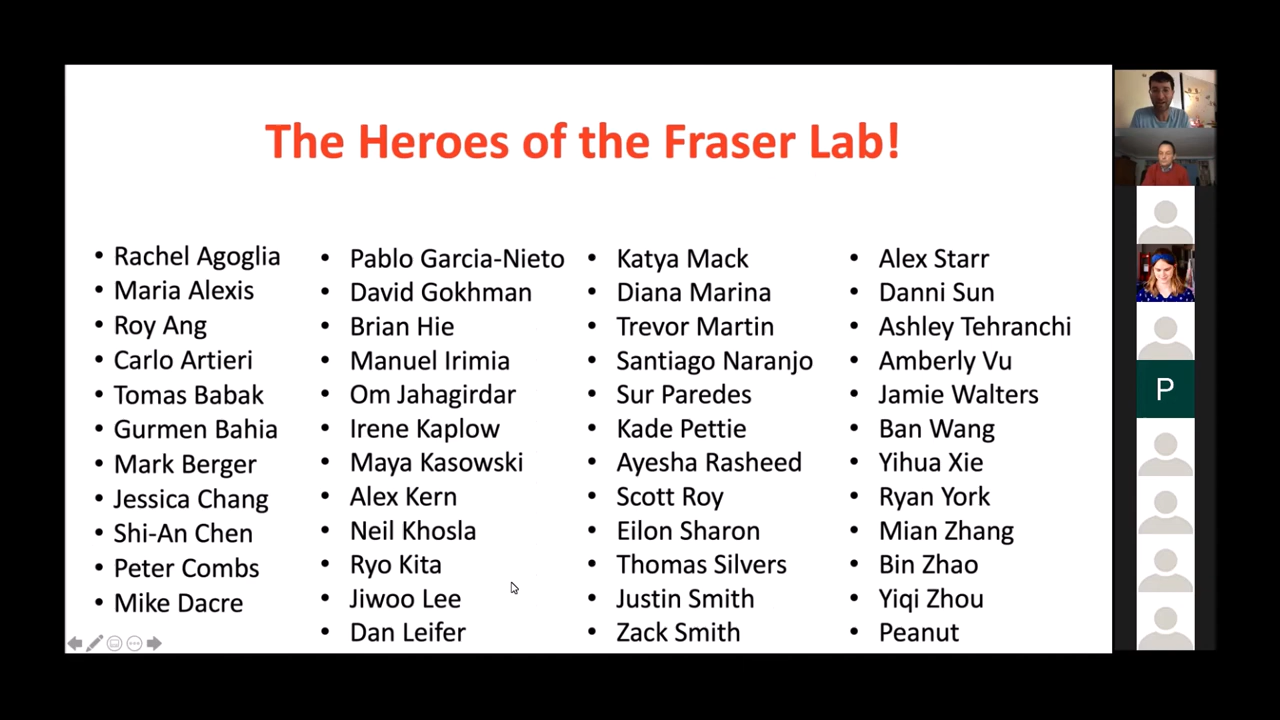 The Heroes of the Fraser Lab!
• Rachel Agoglia
• Maria Alexis
• Roy Ang
• Carlo Artieri
• Tomas Babak
• Gurmen Bahia
• Mark Berger
• Jessica Chang
• Shi-An Chen
• Peter Combs
• Mike Dacre
• Pablo Garcia-Nieto
• David Gokhman
• Brian Hie
• Manuel Irimia
• Om Jahagirdar
• Irene Kaplow
• Maya Kasowski
• Alex Kern
• Neil Khosla
• Ryo Kita
• Jiwoo Lee
• Dan Leifer
• Katya Mack
• Diana Marina
• Trevor Martin
• Santiago Naranjo
• Sur Paredes
• Kade Pettie
• Ayesha Rasheed
• Scott Roy
• Eilon Sharon
• Thomas Silvers
• Justin Smith
• Zack Smith
• Alex Starr
• Danni Sun
• Ashley Tehranchi
• Amberly Vu
• Jamie Walters
• Ban Wang
• Yihua Xie
• Ryan York
• Mian Zhang
• Bin Zhao
• Yiqi Zhou
• Peanut
P